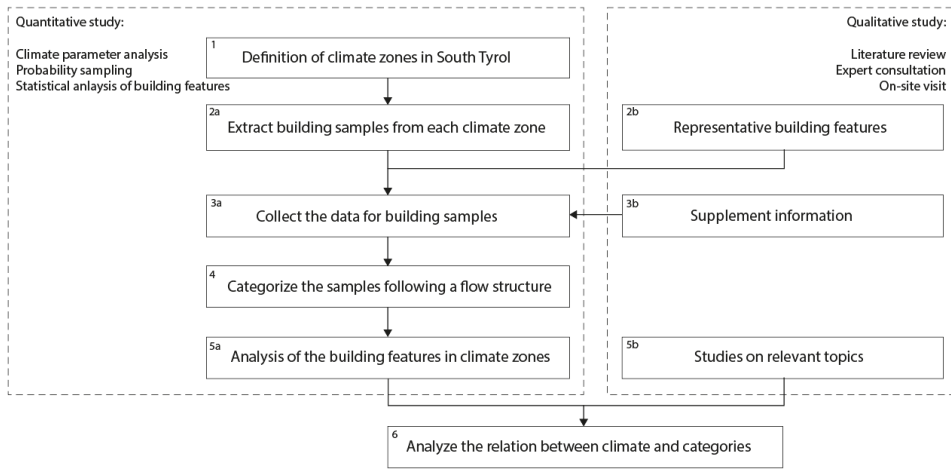 Quantitative study:
Climate parameter analysis
Probability sampling
Statistical anlaysis of building features
Qualitative study:
Literature review
Expert consultation
On-site visit
1
Definition of climate zones in South Tyrol
2a
Extract building samples from each climate zone
2b
Representative building features
3a
Collect the data for building samples
3b
Supplement information
4
Categorize the samples following a flow structure
5a
Analysis of the building features in climate zones
5b
Studies on relevant topics
6
Analyze the relation between climate and categories